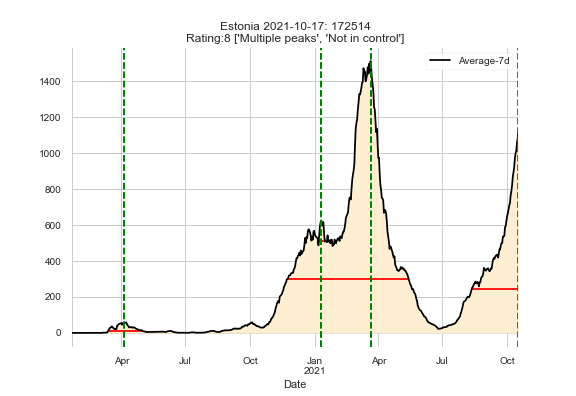 Estonia 2021-10-17: 172514
Rating:8 ['Multiple peaks', 'Not in control']
Average-7d
1400
1200
1000
800
600
400
200
0
Apr Jul Oct Jan Apr Jul Oct
2021
Date